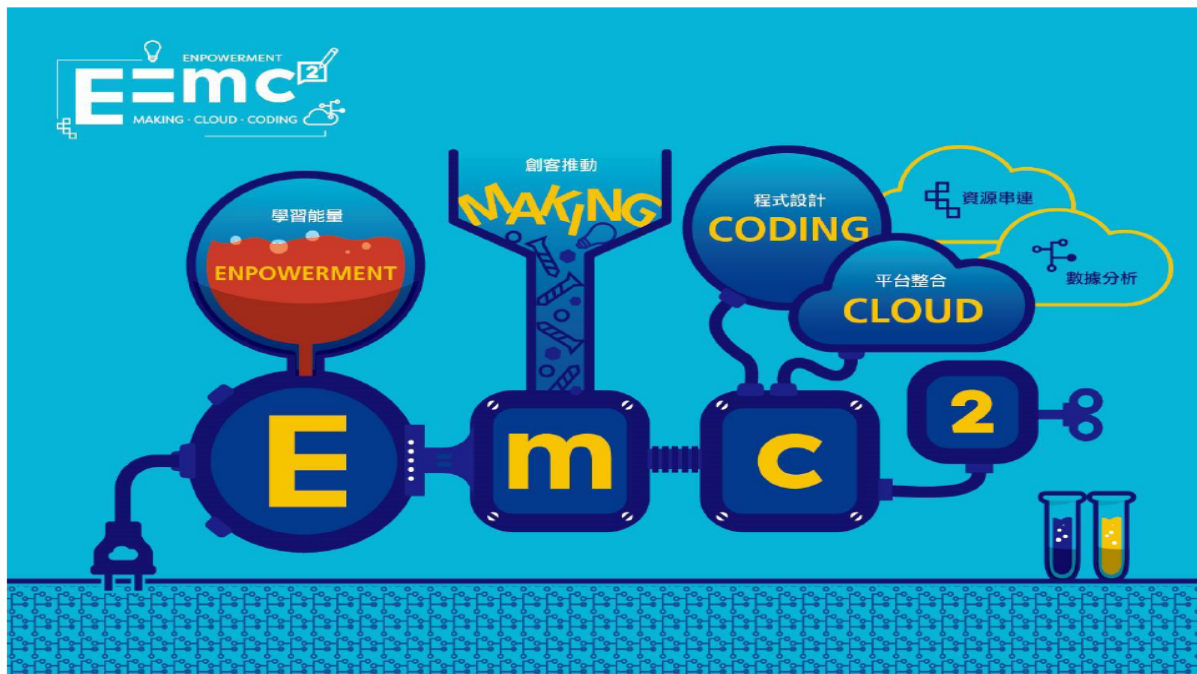 ENPOWERMENT
E=mc2
MAKING · CLOUD · CODING
學習能量
ENPOWERMENT
創客推動
MAKING
程式設計
CODING
資源串連
平台整合
CLOUD
數據分析
E = m c 2